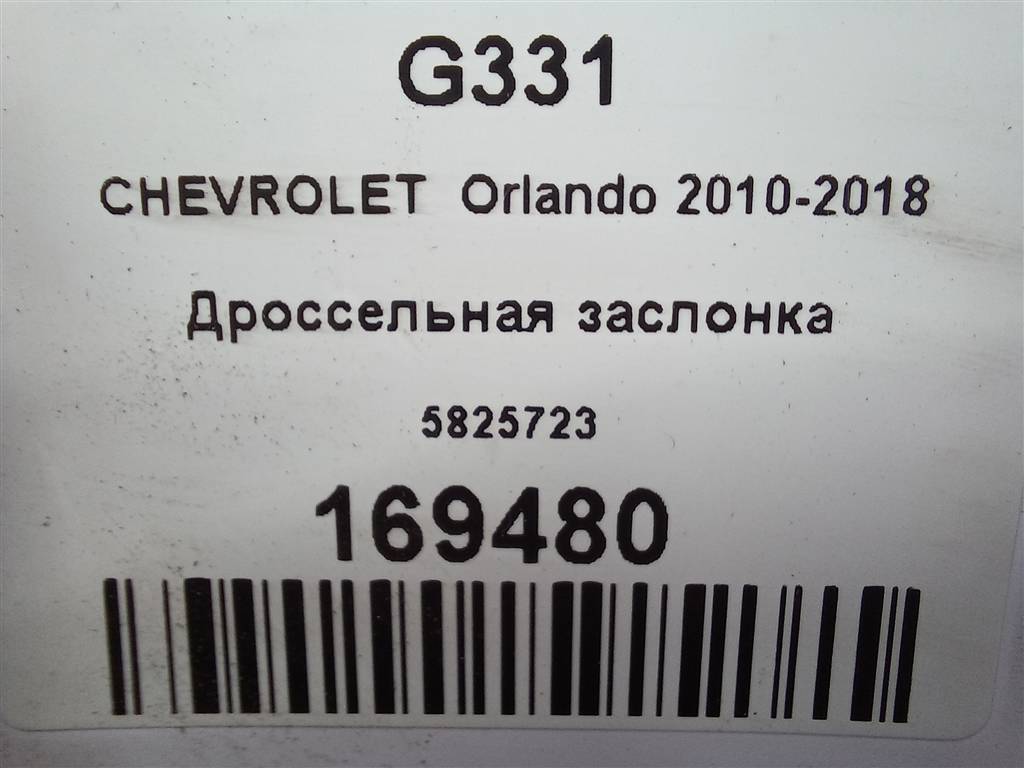 G331
CHEVROLET Orlando 2010-2018
Дроссельная заслонка
5825723
169480